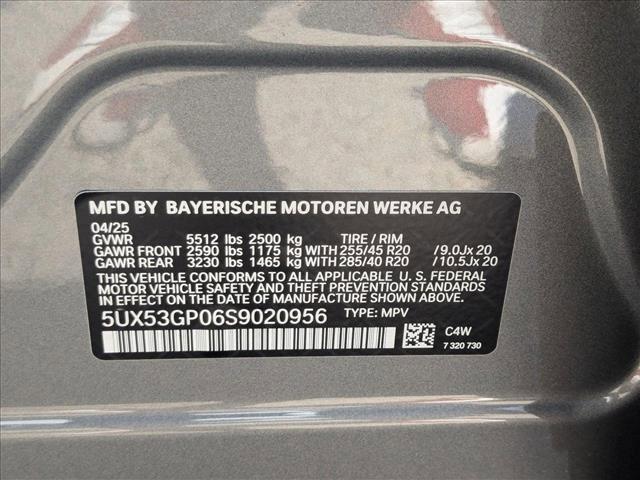 MFD BY BAYERISCHE MOTOREN WERKE AG
04/25
GVWR 5512 lbs 2500 kg TIRE / RIM
GAWR FRONT 2590 lbs 1175 kg WITH 255/45 R20 /9.0Jx 20
GAWR REAR 3230 lbs 1465 kg WITH 285/40 R20 /10.5Jx 20
THIS VEHICLE CONFORMS TO ALL APPLICABLE U. S. FEDERAL
MOTOR VEHICLE SAFETY STANDARDS IN EFFECT ON THE DATE OF
MANUFACTURE SHOWN ABOVE.
5UX53GP06S9020956 TYPE: MPV
C4W
7 320 730